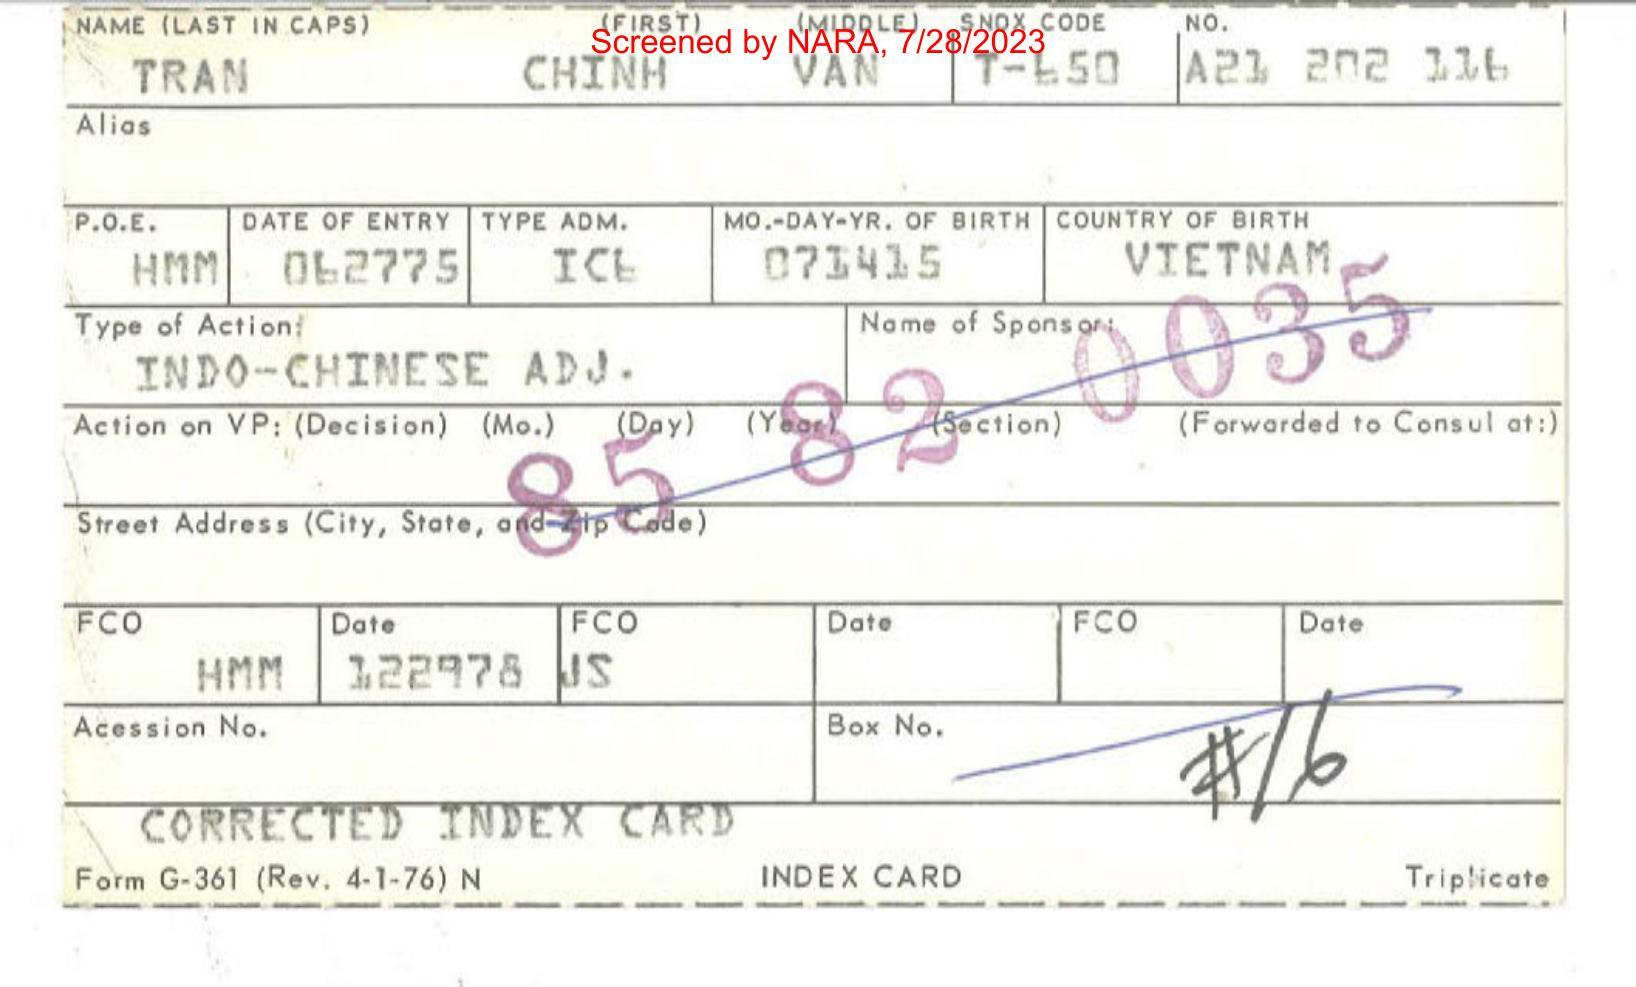 NAME (LAST IN CAPS) (FIRST) (MIDDLE) SNDX CODE NO.
Screened by NARA, 7/28/2023
TRAN CHINH VAN T-650 A21 202 116
Alias
P.O.E. DATE OF ENTRY TYPE ADM. MO.-DAY-YR. OF BIRTH COUNTRY OF BIRTH
HMM 062775 IC6 071415 VIETNAM
Type of Action: Name of Sponsor:
INDO-CHINESE ADJ.
85 82 0035
Action on VP: (Decision) (Mo.) (Day) (Year) (Section) (Forwarded to Consul at:)
Street Address (City, State, and Zip Code)
FCO Date FCO Date FCO Date
HMM 122978 JS
Acession No. Box No.
#16
CORRECTED INDEX CARD
Form G-361 (Rev. 4-1-76) N INDEX CARD Triplicate